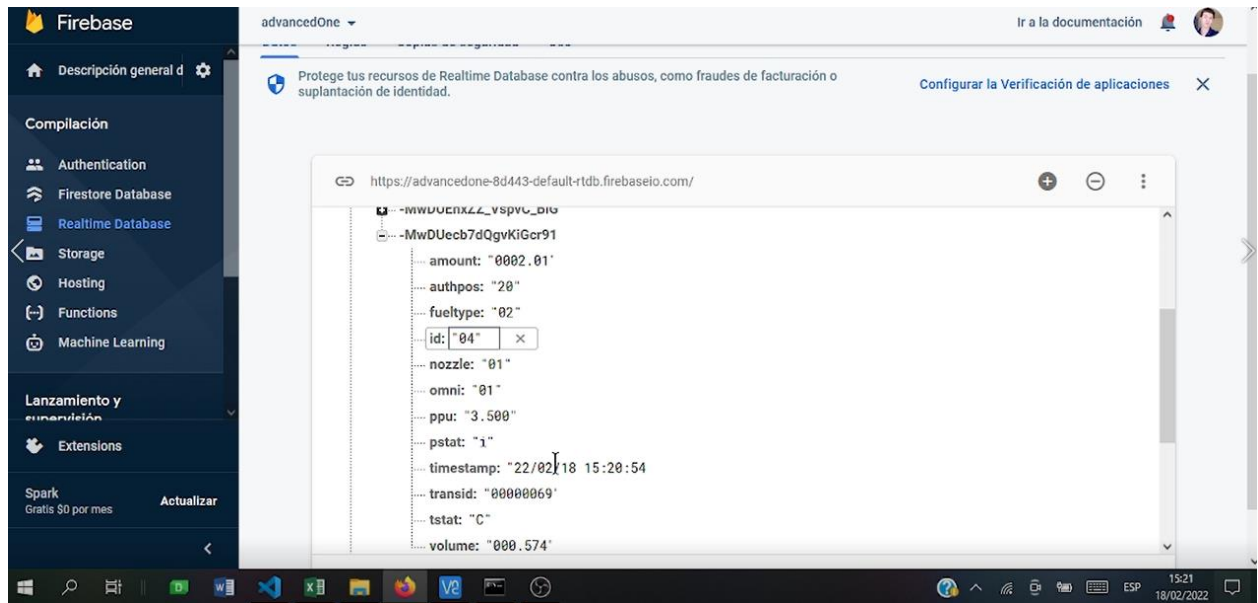 Firebase
advancedOne
Ir a la documentación
Descripción general d
Protege tus recursos de Realtime Database contra los abusos, como fraudes de facturación o
suplantación de identidad.
Configurar la Verificación de aplicaciones
Compilación
Authentication
Firestore Database
Realtime Database
Storage
Hosting
Functions
Machine Learning
Lanzamiento y
supervisión
Extensions
Spark
Gratis $0 por mes
Actualizar
https://advancedone-8d443-default-rtdb.firebaseio.com/
-MwDUecb7dQgvKiGcr91
amount: "0002.01"
authpos: "20"
fueltype: "02"
id: "04"
nozzle: "01"
omni: "01"
ppu: "3.500"
pstat: "i"
timestamp: "22/02/18 15:20:54
transid: "00000069"
tstat: "C"
volume: "000.574"
ESP
15:21
18/02/2022